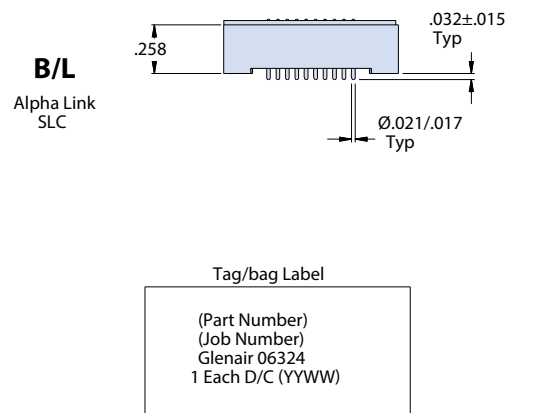 .032±.015
Typ
.258
B/L
Alpha Link
SLC
Ø.021/.017
Typ
Tag/bag Label
(Part Number)
(Job Number)
Glenair 06324
1 Each D/C (YYWW)